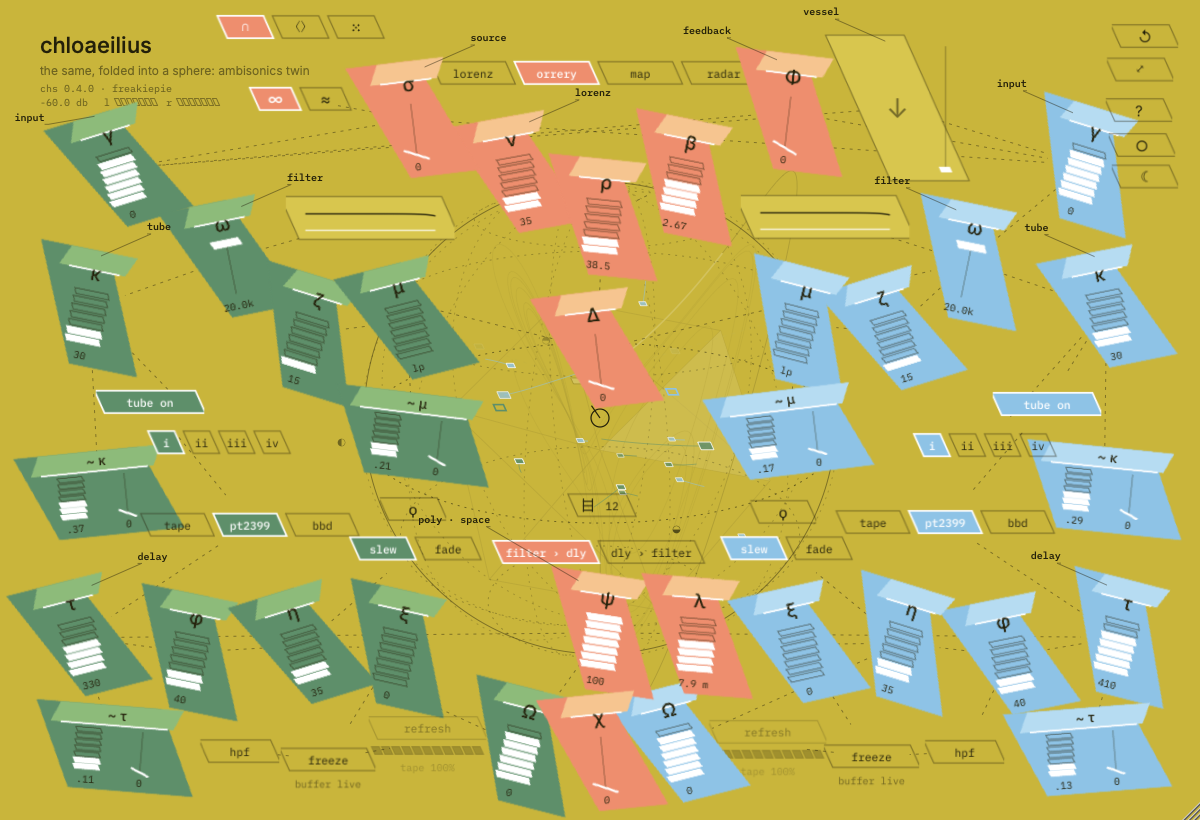 chloaeilius
the same, folded into a sphere: ambisonics twin
chs 0.4.0 · freakiepie
-60.0 db l r
∩
∞ ≈
source
feedback
vessel
input
lorenz orrery map radar
lorenz
input
?
γ 0
σ 0
ν 35
ρ 38.5
β 2.67
Φ 0
↓
γ 0
filter
filter
tube
tube
κ 30
ω 20.0k
ζ 15
μ lp
Δ 0
μ lp
ζ 15
ω 20.0k
κ 30
tube on
tube on
i ii iii iv
i ii iii iv
~ μ .21 0
~ μ .17 0
~ κ .37 0
~ κ .29 0
12
poly · space
tape pt2399 bbd
tape pt2399 bbd
slew fade
filter › dly dly › filter
slew fade
delay
delay
τ 330
φ 40
η 35
ξ 0
ψ 100
λ 7.9 m
ξ 0
η 35
φ 40
τ 410
~ τ .11 0
Ω 0
χ 0
Ω 0
~ τ .13 0
hpf freeze
buffer live
refresh
tape 100%
refresh
tape 100%
freeze hpf
buffer live